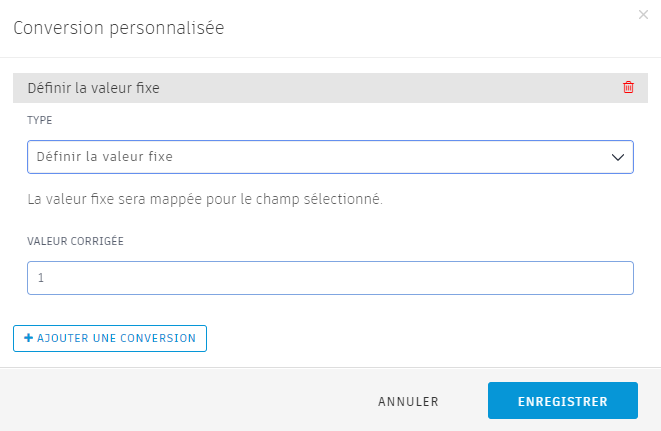 Conversion personnalisée
Définir la valeur fixe
TYPE
Définir la valeur fixe
La valeur fixe sera mappée pour le champ sélectionné.
VALEUR CORRIGÉE
1
+ AJOUTER UNE CONVERSION
ANNULER
ENREGISTRER